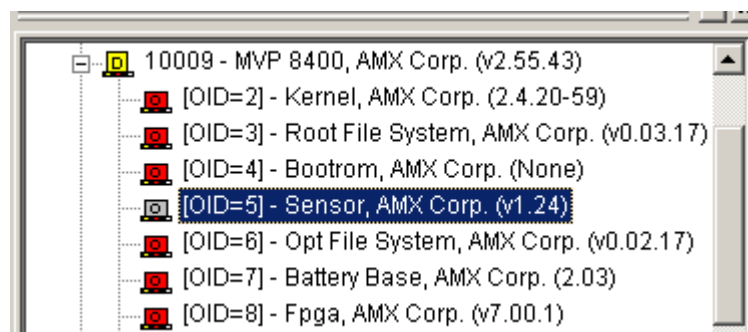 10009 - MVP 8400, AMX Corp. (v2.55.43)
[OID=2] - Kernel, AMX Corp. (2.4.20-59)
[OID=3] - Root File System, AMX Corp. (v0.03.17)
[OID=4] - Bootrom, AMX Corp. (None)
[OID=5] - Sensor, AMX Corp. (v1.24)
[OID=6] - Opt File System, AMX Corp. (v0.02.17)
[OID=7] - Battery Base, AMX Corp. (2.03)
[OID=8] - Fpga, AMX Corp. (v7.00.1)